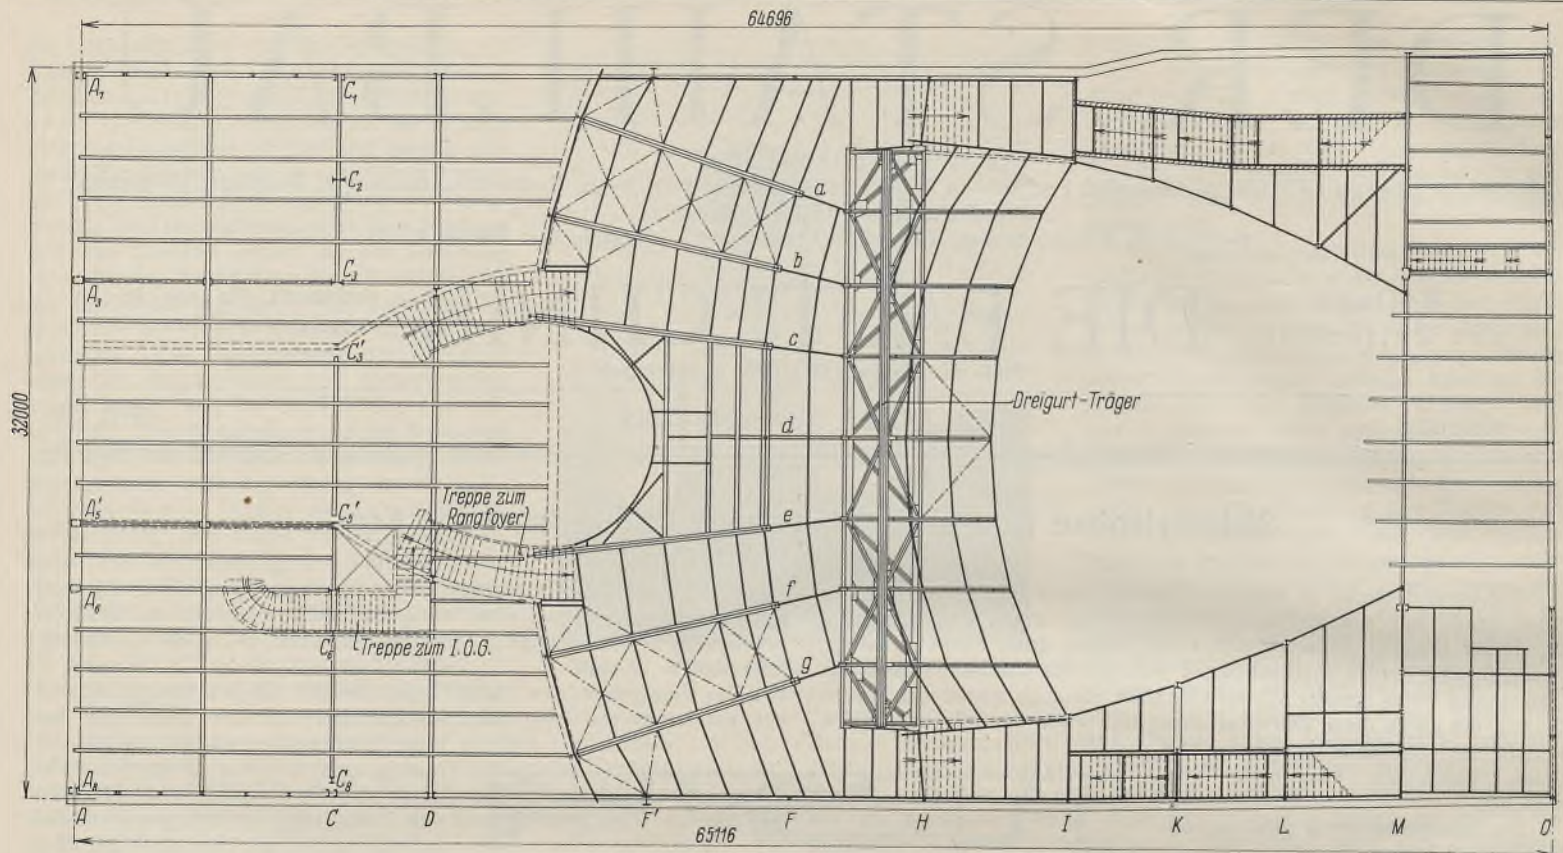 64696
A₁
C₁
C₂
A₃
C₃
C₃'
32000
a
b
c
d
e
f
g
Dreigurt-Träger
A₅'
C₅'
Treppe zum
Rangfoyer
A₆
C₆
Treppe zum I.O.G.
A₈
C₈
A
C
D
F'
F
H
I
K
L
M
O
65116